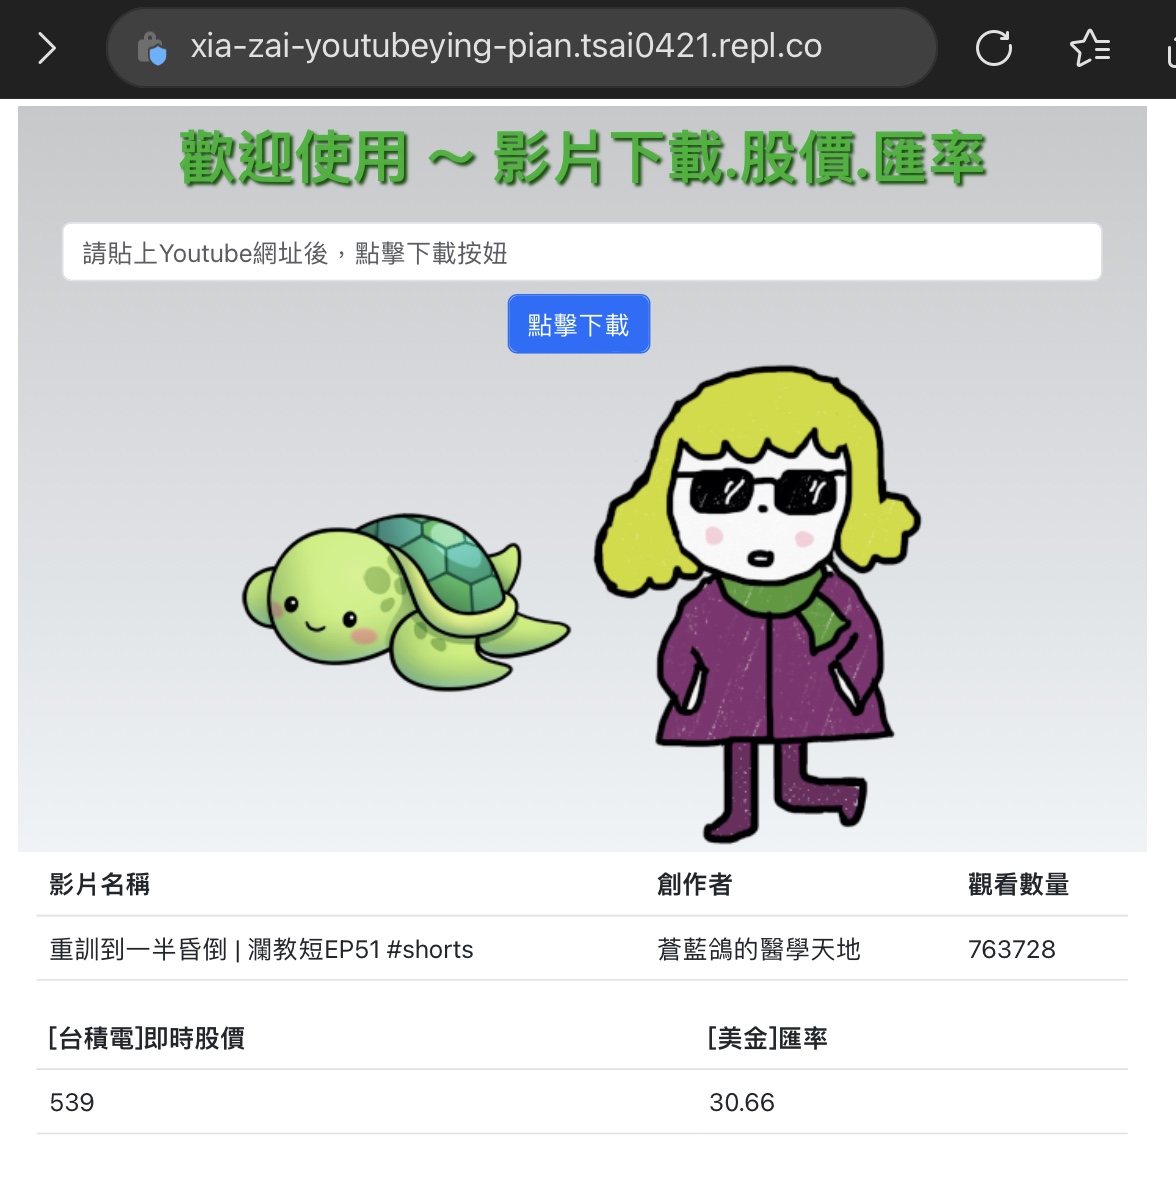 xia-zai-youtubeying-pian.tsai0421.repl.co
歡迎使用 ～ 影片下載.股價.匯率
請貼上Youtube網址後，點擊下載按妞
點擊下載
影片名稱 創作者 觀看數量
重訓到一半昏倒 | 瀾教短EP51 #shorts 蒼藍鴿的醫學天地 763728
[台積電]即時股價 [美金]匯率
539 30.66